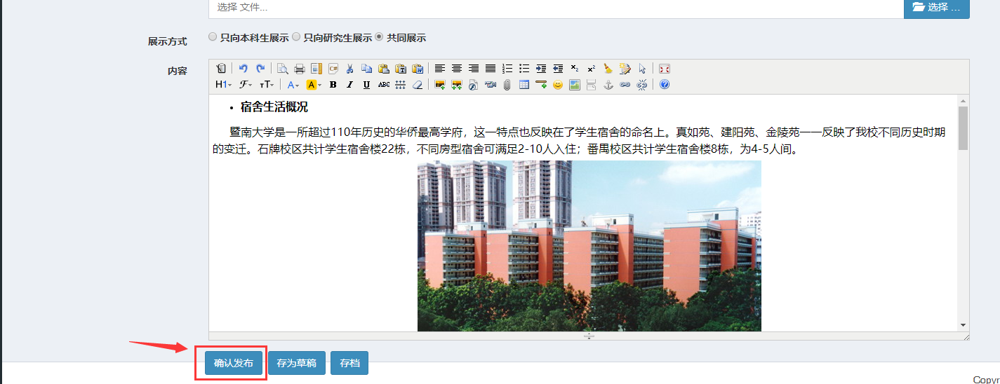 选择 文件...
选择 ...
展示方式
只向本科生展示 只向研究生展示 共同展示
内容
H1 ℱ TT A A B I U ABC
宿舍生活概况
暨南大学是一所超过110年历史的华侨最高学府，这一特点也反映在了学生宿舍的命名上。真如苑、建阳苑、金陵苑一一反映了我校不同历史时期
的变迁。石牌校区共计学生宿舍楼22栋，不同房型宿舍可满足2-10人入住；番禺校区共计学生宿舍楼8栋，为4-5人间。
确认发布 存为草稿 存档
Copyr